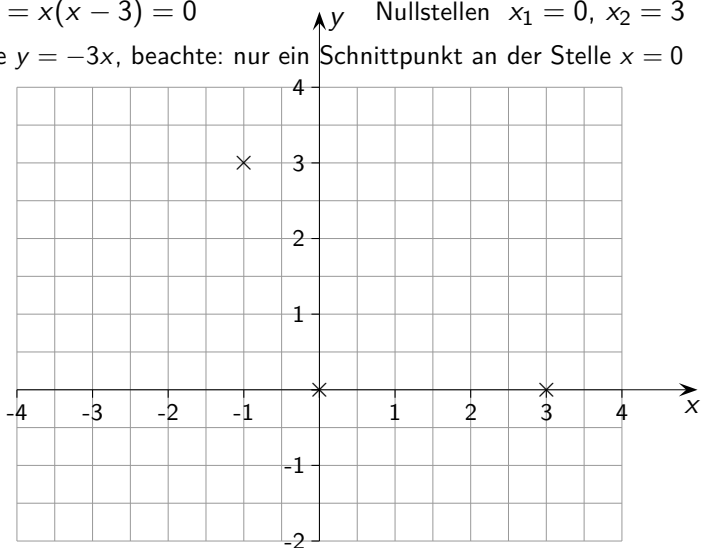 = x(x − 3) = 0 Nullstellen x₁ = 0, x₂ = 3
y
e y = −3x, beachte: nur ein Schnittpunkt an der Stelle x = 0
4
3
2
1
-4 -3 -2 -1 1 2 3 4 x
-1
-2